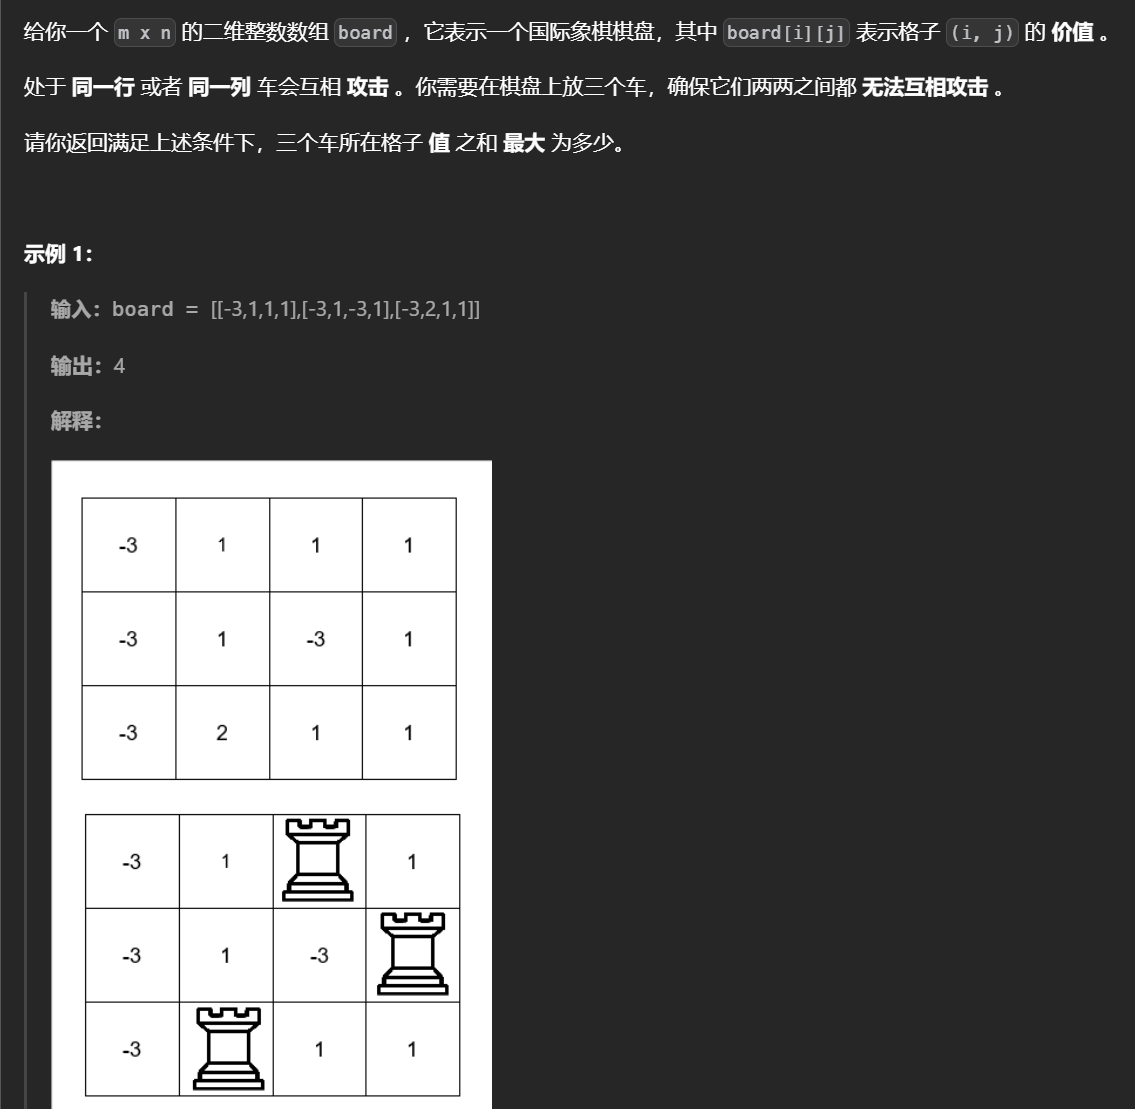 给你一个 m x n 的二维整数数组 board ，它表示一个国际象棋棋盘，其中 board[i][j] 表示格子 (i, j) 的 价值 。
处于 同一行 或者 同一列 车会互相 攻击 。你需要在棋盘上放三个车，确保它们两两之间都 无法互相攻击 。
请你返回满足上述条件下，三个车所在格子 值 之和 最大 为多少。
示例 1：
输入：board = [[-3,1,1,1],[-3,1,-3,1],[-3,2,1,1]]
输出：4
解释：
-3 1 1 1
-3 1 -3 1
-3 2 1 1
-3 1 1
-3 1 -3
-3 1 1